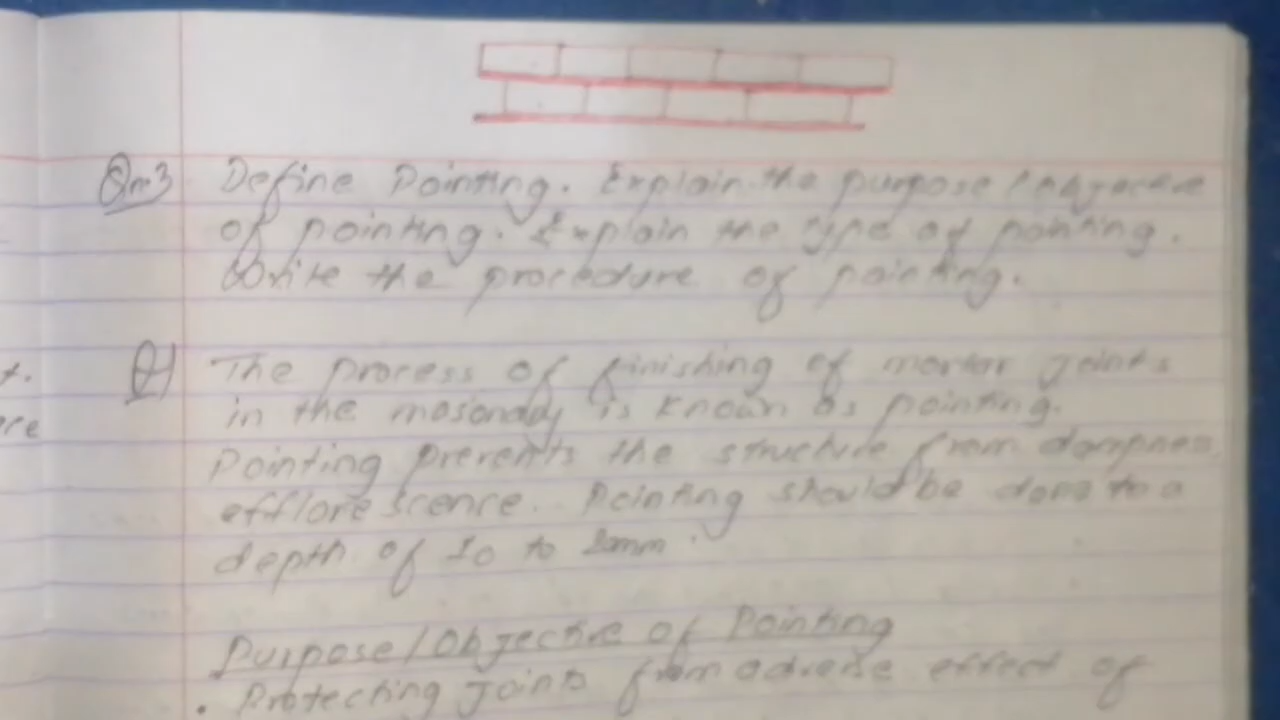 Qn3 Define Pointing. Explain the purpose / objective
of pointing. Explain the type of pointing.
Write the procedure of pointing.
The process of finishing of mortar joints
in the masonady is known as pointing.
Pointing prevents the structure from dampness,
efflorescence. Pointing should be done to a
depth of 10 to 20mm.
Purpose/Objective of Pointing
. Protecting joints from adverse effect of
t.
ore